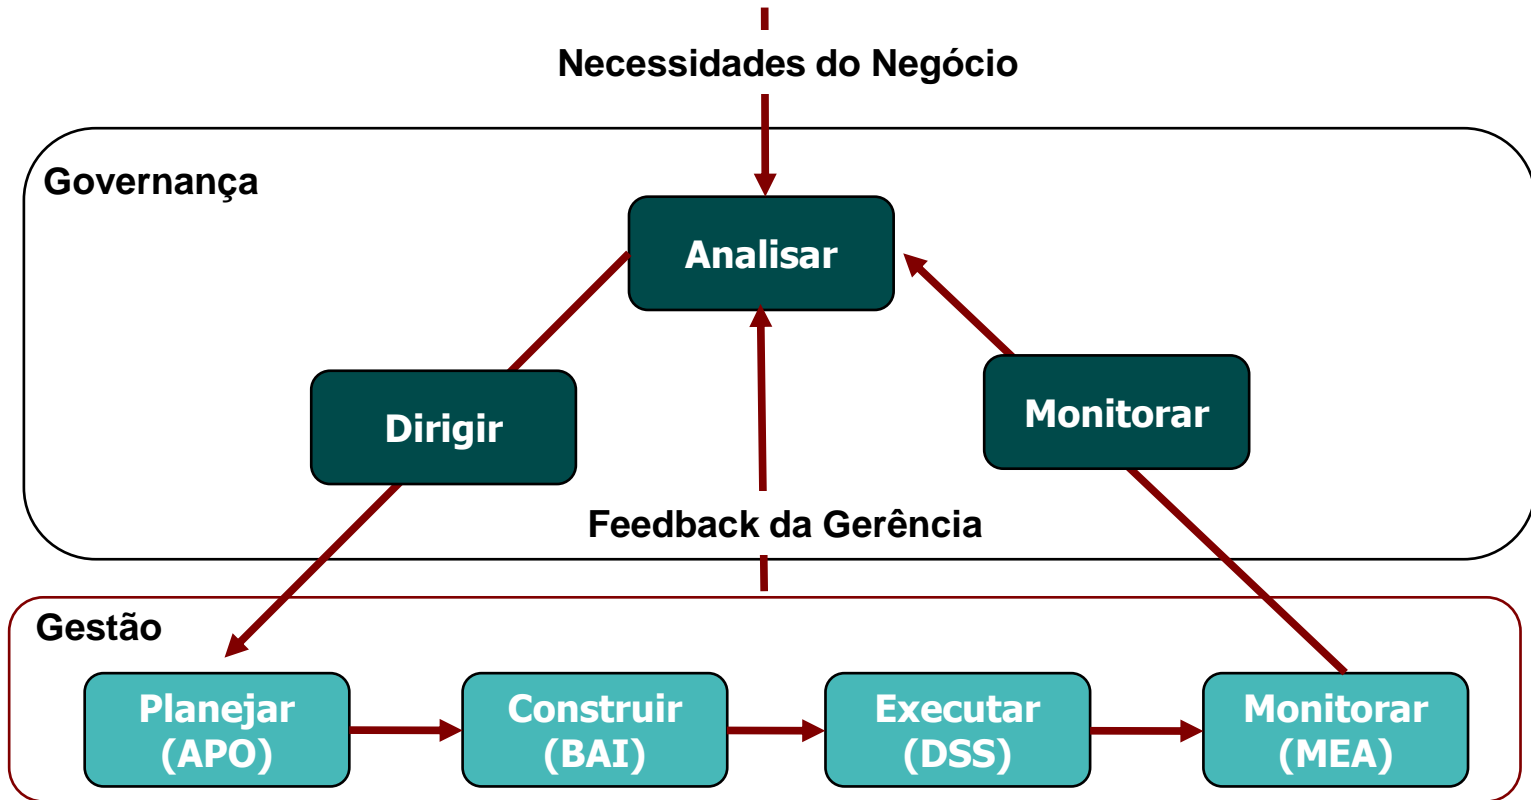 Necessidades do Negócio
Governança
Analisar
Dirigir
Monitorar
Feedback da Gerência
Gestão
Planejar
(APO)
Construir
(BAI)
Executar
(DSS)
Monitorar
(MEA)